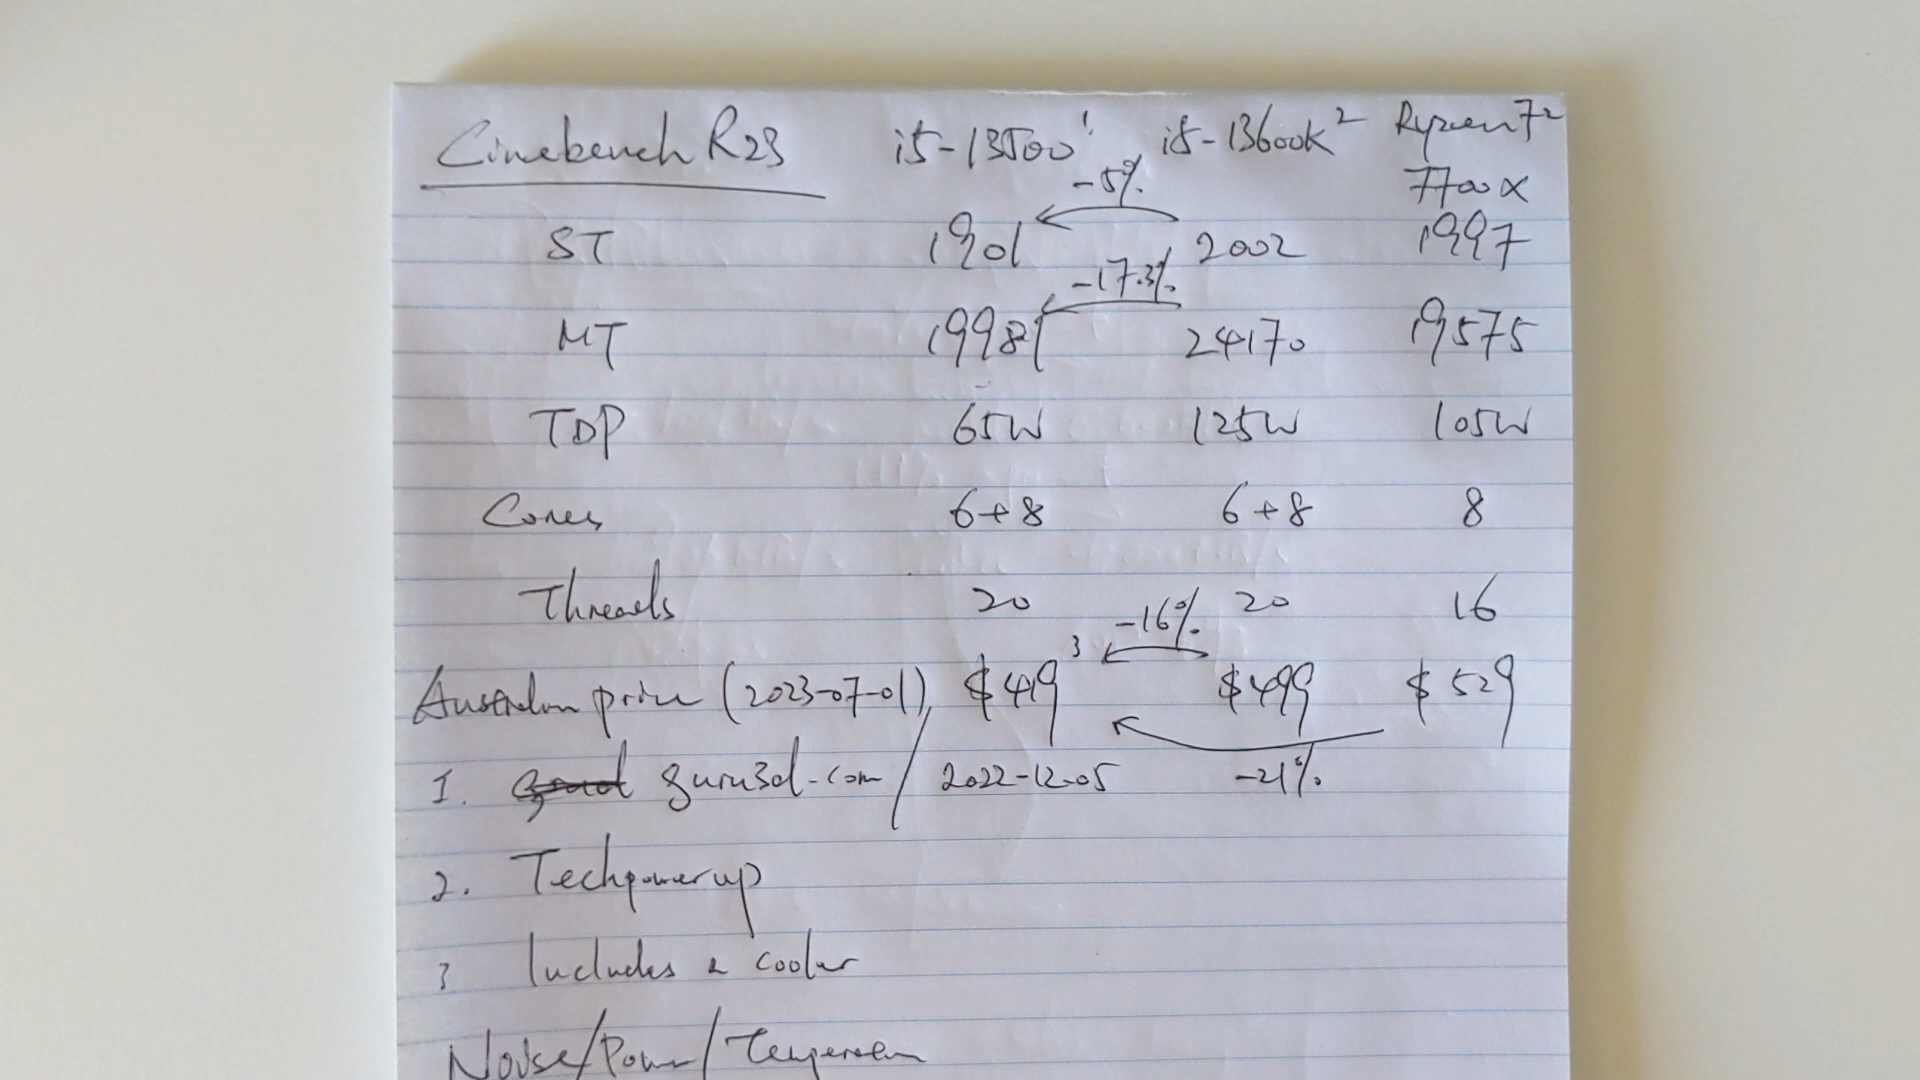 Cinebench R23 i5-13500¹ i5-13600K² Ryzen 7²
-5% 7700X
ST 1901 2002 1997
-17.3%
MT 19981 24170 19575
TDP 65W 125W 105W
Cores 6+8 6+8 8
Threads 20 20 16
-16%
Australian price (2023-07-01) $419³ $499 $529
1. guru3d.com / 2022-12-05 -21%
2. Techpowerup
3 Includes a cooler
Noise/Power/Temperature